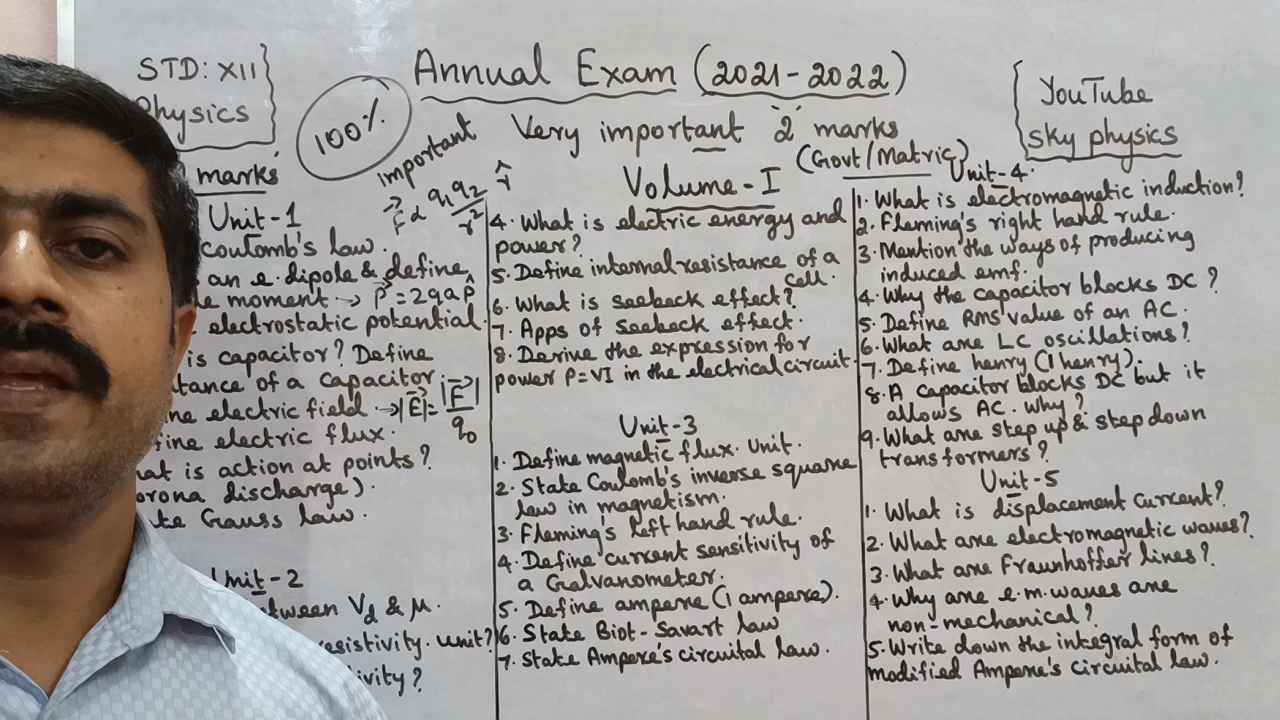 STD: XII
Physics
100%
important
F α q1q2/r² r̂
Annual Exam (2021-2022)
Very important 2 marks
(Govt/Matric)
YouTube
sky physics
marks
Unit-1
Coulomb's law.
an e.dipole & define
moment → P = 2qap̂
electrostatic potential.
is capacitor? Define
of a capacitor.
electric field → |E| = |F|/q0
electric flux.
is action at points?
discharge).
Gauss law.
Unit-2
Vd & μ.
resistivity. unit?
Volume-I
4. What is electric energy and
power?
5. Define internal resistance of a
cell.
6. What is seebeck effect?
7. Apps of seebeck effect.
8. Derive the expression for
power P=VI in the electrical circuit.
Unit-3
1. Define magnetic flux. Unit.
2. State Coulomb's inverse square
law in magnetism.
3. Fleming's left hand rule.
4. Define current sensitivity of
a Galvanometer.
5. Define ampere (1 ampere).
6. State Biot-Savart law
7. State Ampere's circuital law.
Unit-4.
1. What is electromagnetic induction?
2. Fleming's right hand rule.
3. Mention the ways of producing
induced emf.
4. Why the capacitor blocks DC?
5. Define RMS value of an AC.
6. What are LC oscillations?
7. Define henry (1 henry).
8. A capacitor blocks DC but it
allows AC. Why?
9. What are step up & step down
transformers?
Unit-5
1. What is displacement current?
2. What are electromagnetic waves?
3. What are Fraunhoffer lines?
4. Why are e.m. waves are
non-mechanical?
5. Write down the integral form of
modified Ampere's circuital law.